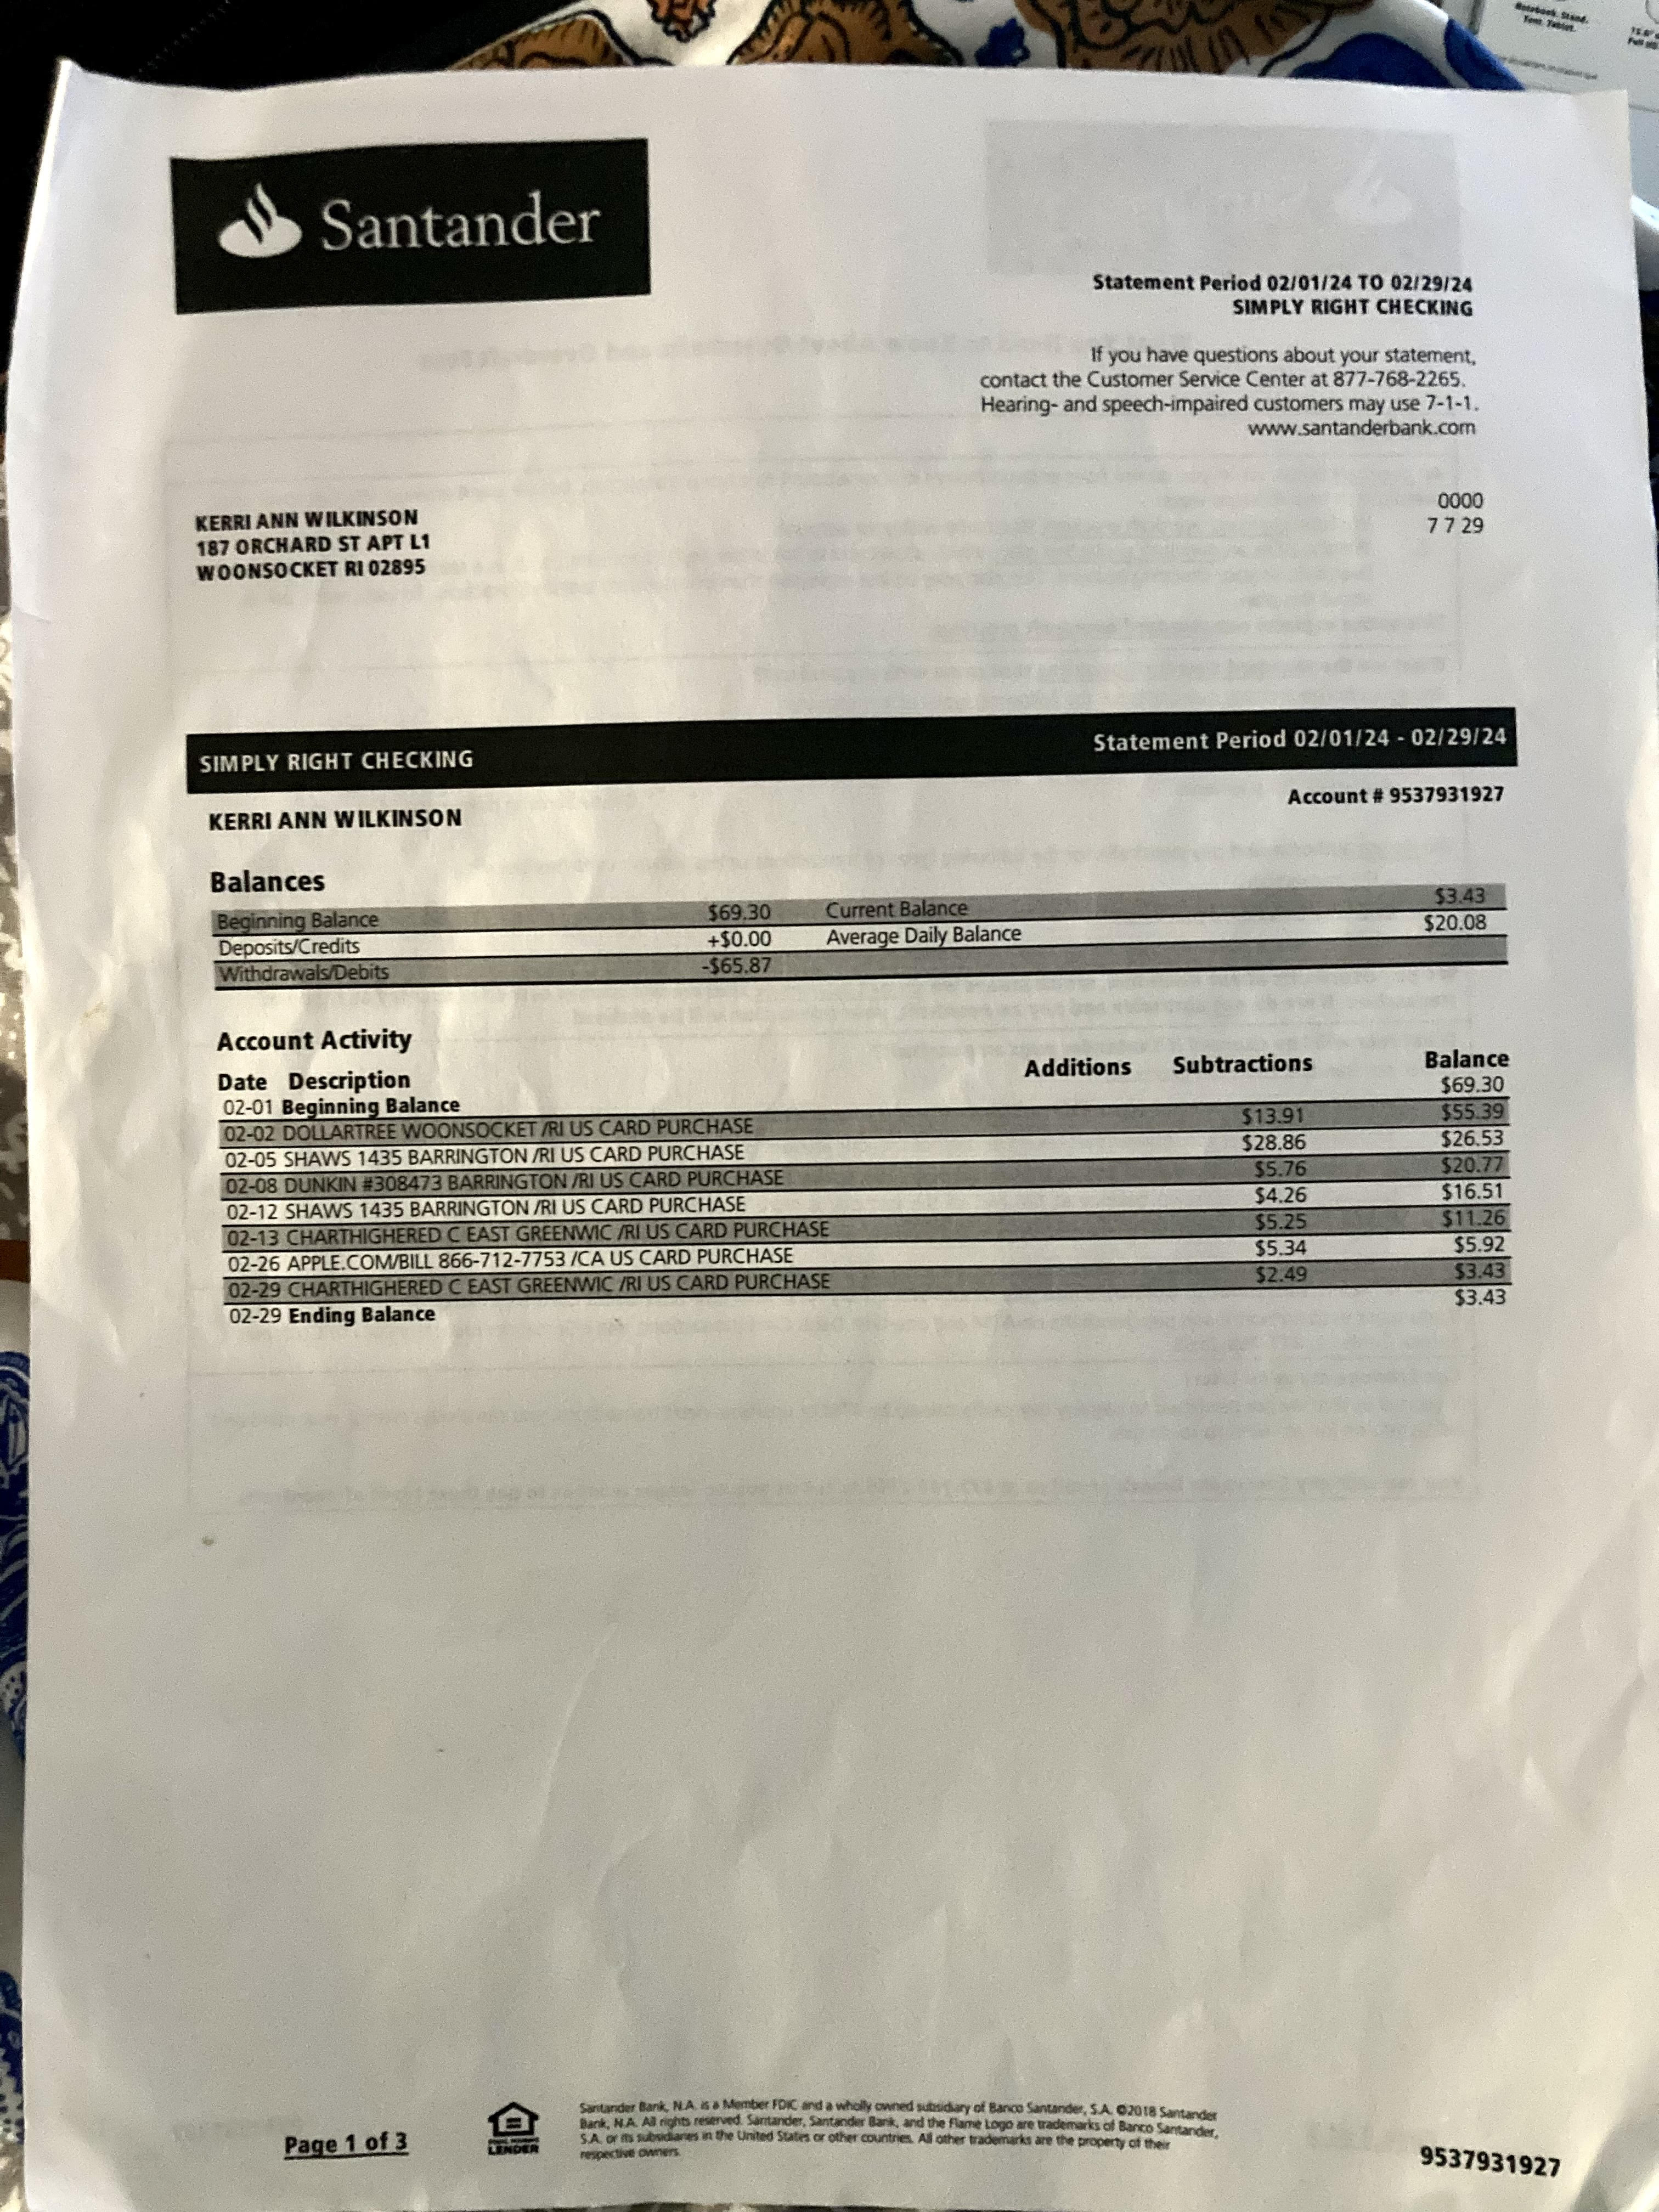 Notebook. Stand.
Tent. Tablet.
Santander
Statement Period 02/01/24 TO 02/29/24
SIMPLY RIGHT CHECKING
If you have questions about your statement,
contact the Customer Service Center at 877-768-2265.
Hearing- and speech-impaired customers may use 7-1-1.
www.santanderbank.com
0000
7 7 29
KERRI ANN WILKINSON
187 ORCHARD ST APT L1
WOONSOCKET RI 02895
SIMPLY RIGHT CHECKING Statement Period 02/01/24 - 02/29/24
KERRI ANN WILKINSON Account # 9537931927
Balances
Beginning Balance $69.30 Current Balance $3.43
Deposits/Credits +$0.00 Average Daily Balance $20.08
Withdrawals/Debits -$65.87
Account Activity
Date Description Additions Subtractions Balance
02-01 Beginning Balance $69.30
02-02 DOLLARTREE WOONSOCKET /RI US CARD PURCHASE $13.91 $55.39
02-05 SHAWS 1435 BARRINGTON /RI US CARD PURCHASE $28.86 $26.53
02-08 DUNKIN #308473 BARRINGTON /RI US CARD PURCHASE $5.76 $20.77
02-12 SHAWS 1435 BARRINGTON /RI US CARD PURCHASE $4.26 $16.51
02-13 CHARTHIGHERED C EAST GREENWIC /RI US CARD PURCHASE $5.25 $11.26
02-26 APPLE.COM/BILL 866-712-7753 /CA US CARD PURCHASE $5.34 $5.92
02-29 CHARTHIGHERED C EAST GREENWIC /RI US CARD PURCHASE $2.49 $3.43
02-29 Ending Balance $3.43
Page 1 of 3
LENDER
Santander Bank, N.A. is a Member FDIC and a wholly owned subsidiary of Banco Santander, S.A. ©2018 Santander
Bank, N.A. All rights reserved. Santander, Santander Bank, and the Flame Logo are trademarks of Banco Santander,
S.A. or its subsidiaries in the United States or other countries. All other trademarks are the property of their
respective owners.
9537931927